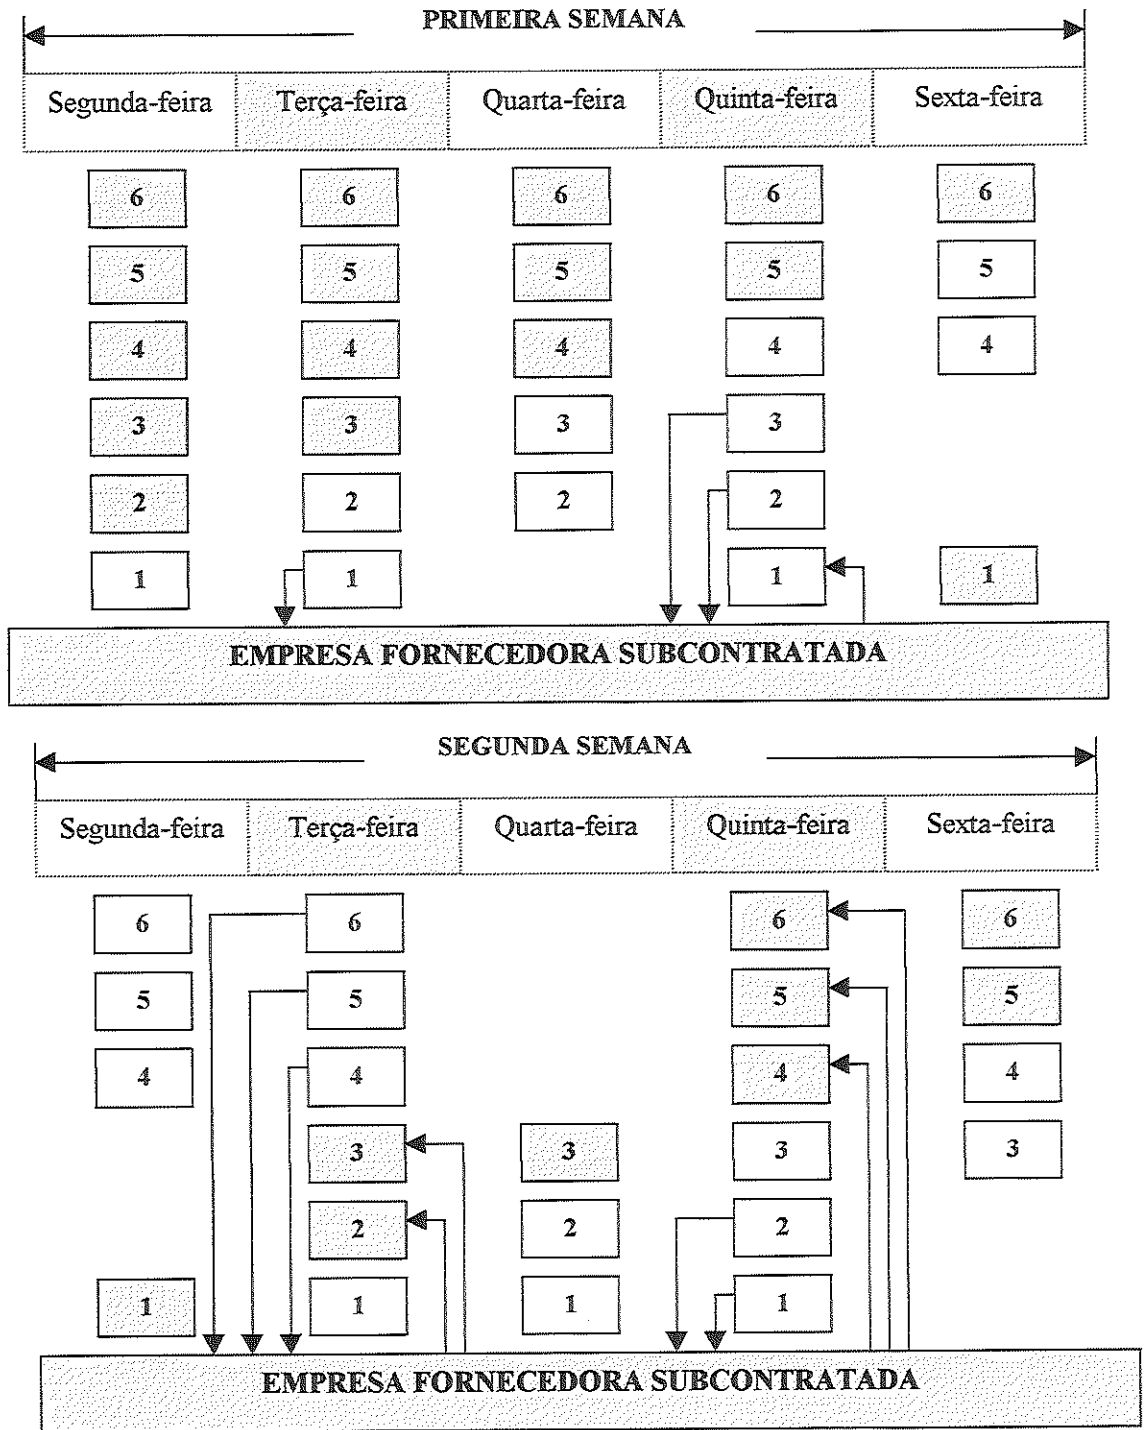 PRIMEIRA SEMANA
Segunda-feira Terça-feira Quarta-feira Quinta-feira Sexta-feira
6 6 6 6 6
5 5 5 5 5
4 4 4 4 4
3 3 3 3
2 2 2 2
1 1 1 1
EMPRESA FORNECEDORA SUBCONTRATADA
SEGUNDA SEMANA
Segunda-feira Terça-feira Quarta-feira Quinta-feira Sexta-feira
6 6 6 6
5 5 5 5
4 4 4 4
3 3 3 3
2 2 2
1 1 1 1
EMPRESA FORNECEDORA SUBCONTRATADA